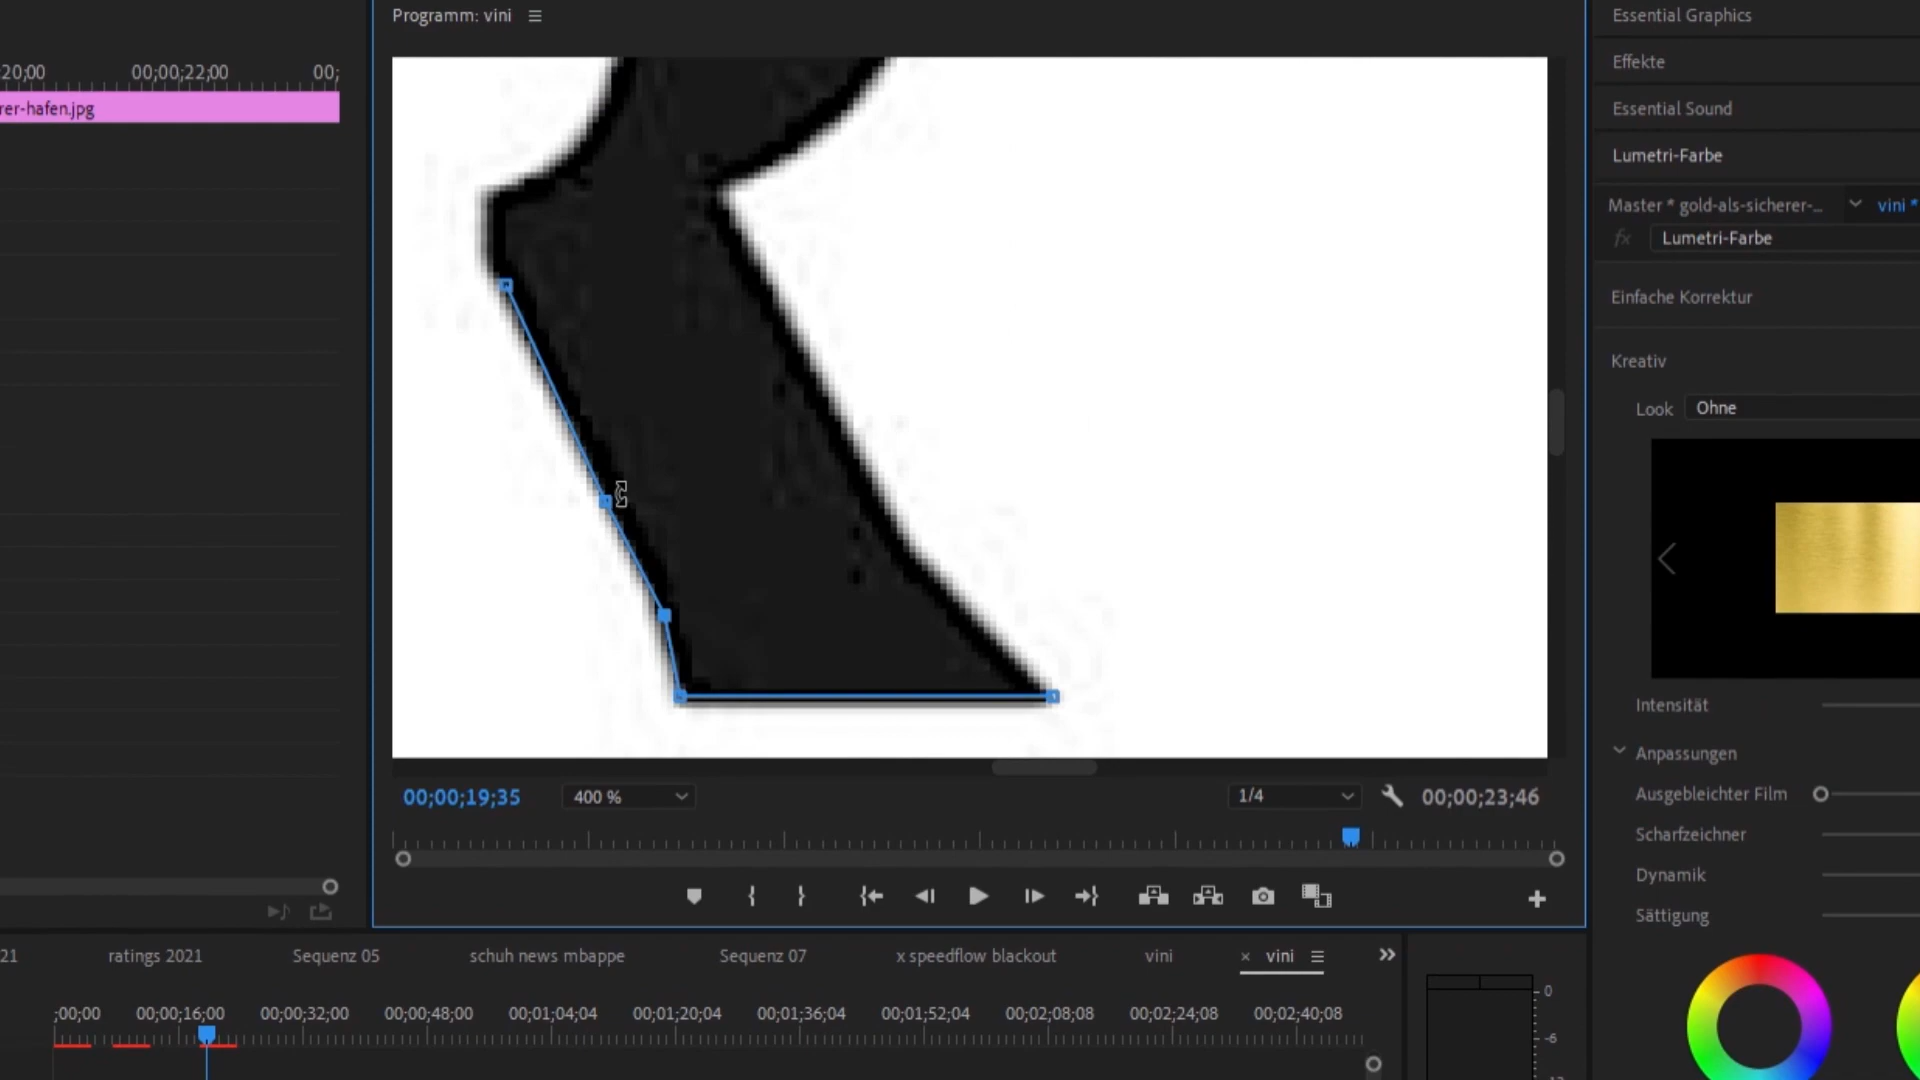 Programm: vini
Essential Graphics
Effekte
Essential Sound
Lumetri-Farbe
:20;00 00;00;22;00 00;
rer-hafen.jpg
Master * gold-als-sicherer-... vini *
fx Lumetri-Farbe
Einfache Korrektur
Kreativ
Look Ohne
Intensität
Anpassungen
Ausgebleichter Film
Scharfzeichner
Dynamik
Sättigung
00;00;19;35 400 % 1/4 00;00;23;46
21 ratings 2021 Sequenz 05 schuh news mbappe Sequenz 07 x speedflow blackout vini × vini
;00;00 00;00;16;00 00;00;32;00 00;00;48;00 00;01;04;04 00;01;20;04 00;01;36;04 00;01;52;04 00;02;08;08 00;02;24;08 00;02;40;08
0
-6